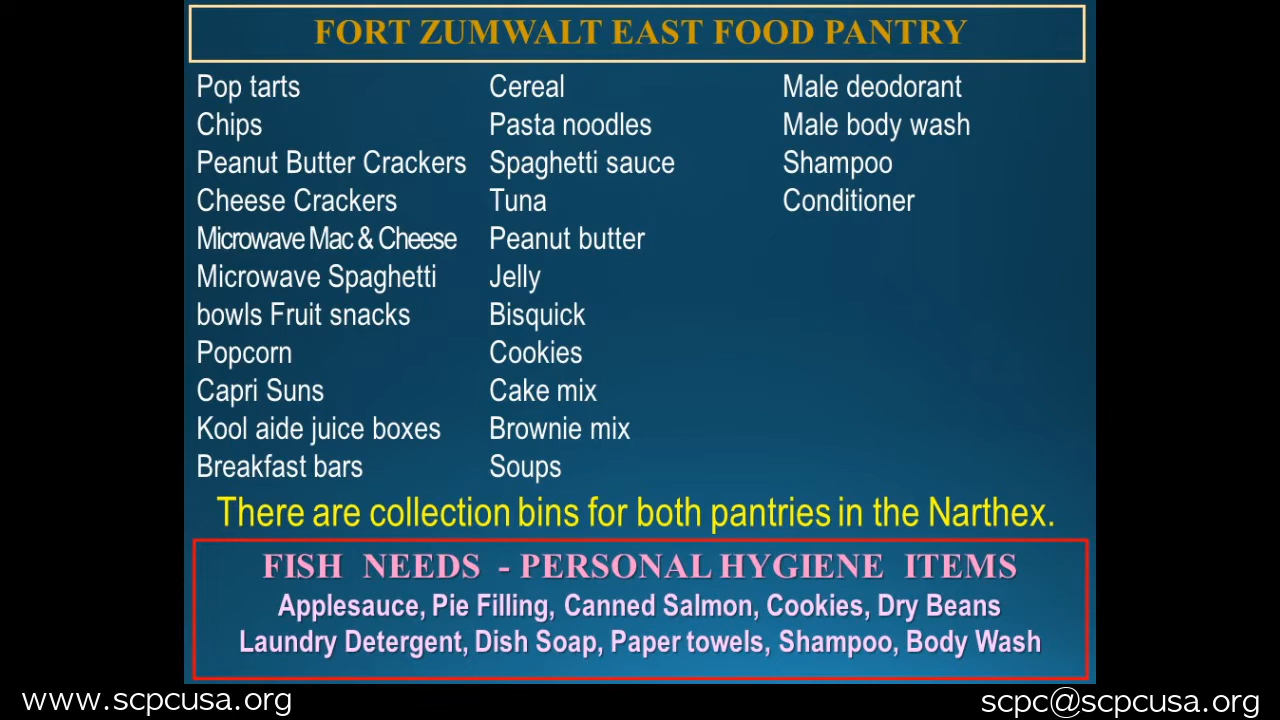 FORT ZUMWALT EAST FOOD PANTRY
Pop tarts
Chips
Peanut Butter Crackers
Cheese Crackers
Microwave Mac & Cheese
Microwave Spaghetti
bowls Fruit snacks
Popcorn
Capri Suns
Kool aide juice boxes
Breakfast bars
Cereal
Pasta noodles
Spaghetti sauce
Tuna
Peanut butter
Jelly
Bisquick
Cookies
Cake mix
Brownie mix
Soups
Male deodorant
Male body wash
Shampoo
Conditioner
There are collection bins for both pantries in the Narthex.
FISH NEEDS - PERSONAL HYGIENE ITEMS
Applesauce, Pie Filling, Canned Salmon, Cookies, Dry Beans
Laundry Detergent, Dish Soap, Paper towels, Shampoo, Body Wash
www.scpcusa.org
scpc@scpcusa.org